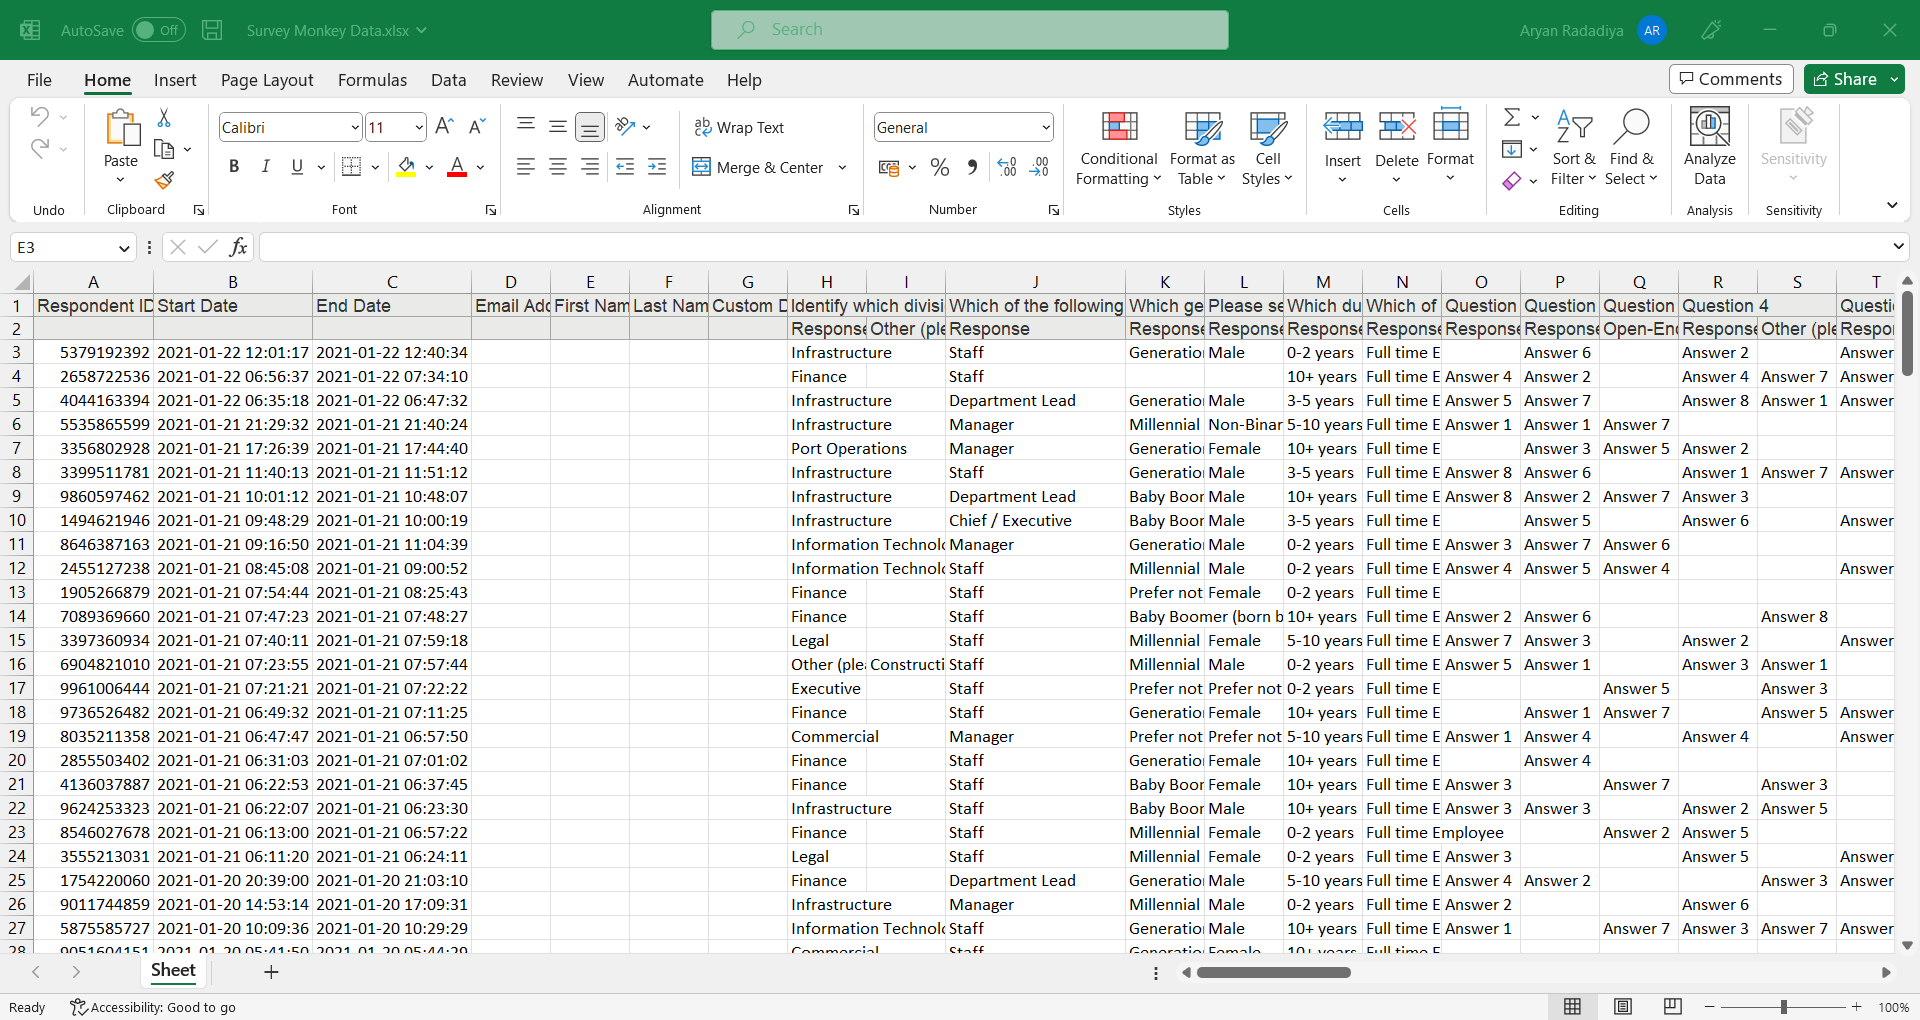 AutoSave Off Survey Monkey Data.xlsx Search Aryan Radadiya AR
File Home Insert Page Layout Formulas Data Review View Automate Help Comments Share
Paste Calibri 11 B I U A Wrap Text Merge & Center General % Conditional Formatting Format as Table Cell Styles Insert Delete Format Sort & Filter Find & Select Analyze Data Sensitivity
Undo Clipboard Font Alignment Number Styles Cells Editing Analysis Sensitivity
E3 fx
A B C D E F G H I J K L M N O P Q R S T
1 Respondent ID Start Date End Date Email Add First Nam Last Nam Custom D Identify which divisi Which of the following Which ge Please se Which du Which of Question Question Question Question 4 Questi
2 Response Other (ple Response Response Response Response Response Response Response Open-End Response Other (ple Respo
3 5379192392 2021-01-22 12:01:17 2021-01-22 12:40:34 Infrastructure Staff Generatio Male 0-2 years Full time E Answer 6 Answer 2 Answer
4 2658722536 2021-01-22 06:56:37 2021-01-22 07:34:10 Finance Staff 10+ years Full time E Answer 4 Answer 2 Answer 4 Answer 7 Answer
5 4044163394 2021-01-22 06:35:18 2021-01-22 06:47:32 Infrastructure Department Lead Generatio Male 3-5 years Full time E Answer 5 Answer 7 Answer 8 Answer 1 Answer
6 5535865599 2021-01-21 21:29:32 2021-01-21 21:40:24 Infrastructure Manager Millennial Non-Binar 5-10 years Full time E Answer 1 Answer 1 Answer 7
7 3356802928 2021-01-21 17:26:39 2021-01-21 17:44:40 Port Operations Manager Generatio Female 10+ years Full time E Answer 3 Answer 5 Answer 2
8 3399511781 2021-01-21 11:40:13 2021-01-21 11:51:12 Infrastructure Staff Generatio Male 3-5 years Full time E Answer 8 Answer 6 Answer 1 Answer 7 Answer
9 9860597462 2021-01-21 10:01:12 2021-01-21 10:48:07 Infrastructure Department Lead Baby Boor Male 10+ years Full time E Answer 8 Answer 2 Answer 7 Answer 3
10 1494621946 2021-01-21 09:48:29 2021-01-21 10:00:19 Infrastructure Chief / Executive Baby Boor Male 3-5 years Full time E Answer 5 Answer 6 Answer
11 8646387163 2021-01-21 09:16:50 2021-01-21 11:04:39 Information Technolo Manager Generatio Male 0-2 years Full time E Answer 3 Answer 7 Answer 6
12 2455127238 2021-01-21 08:45:08 2021-01-21 09:00:52 Information Technolo Staff Millennial Male 0-2 years Full time E Answer 4 Answer 5 Answer 4 Answer
13 1905266879 2021-01-21 07:54:44 2021-01-21 08:25:43 Finance Staff Prefer not Female 0-2 years Full time E
14 7089369660 2021-01-21 07:47:23 2021-01-21 07:48:27 Finance Staff Baby Boomer (born b 10+ years Full time E Answer 2 Answer 6 Answer 8
15 3397360934 2021-01-21 07:40:11 2021-01-21 07:59:18 Legal Staff Millennial Female 5-10 years Full time E Answer 7 Answer 3 Answer 2 Answer
16 6904821010 2021-01-21 07:23:55 2021-01-21 07:57:44 Other (plea Constructi Staff Millennial Male 0-2 years Full time E Answer 5 Answer 1 Answer 3 Answer 1
17 9961006444 2021-01-21 07:21:21 2021-01-21 07:22:22 Executive Staff Prefer not Prefer not 0-2 years Full time E Answer 5 Answer 3
18 9736526482 2021-01-21 06:49:32 2021-01-21 07:11:25 Finance Staff Generatio Female 10+ years Full time E Answer 1 Answer 7 Answer 5 Answer
19 8035211358 2021-01-21 06:47:47 2021-01-21 06:57:50 Commercial Manager Prefer not Prefer not 5-10 years Full time E Answer 1 Answer 4 Answer 4 Answer
20 2855503402 2021-01-21 06:31:03 2021-01-21 07:01:02 Finance Staff Generatio Female 10+ years Full time E Answer 4
21 4136037887 2021-01-21 06:22:53 2021-01-21 06:37:45 Finance Staff Baby Boor Female 10+ years Full time E Answer 3 Answer 7 Answer 3
22 9624253323 2021-01-21 06:22:07 2021-01-21 06:23:30 Infrastructure Staff Baby Boor Male 10+ years Full time E Answer 3 Answer 3 Answer 2 Answer 5
23 8546027678 2021-01-21 06:13:00 2021-01-21 06:57:22 Finance Staff Millennial Female 0-2 years Full time Employee Answer 2 Answer 5
24 3555213031 2021-01-21 06:11:20 2021-01-21 06:24:11 Legal Staff Millennial Female 0-2 years Full time E Answer 3 Answer 5 Answer
25 1754220060 2021-01-20 20:39:00 2021-01-20 21:03:10 Finance Department Lead Generatio Male 5-10 years Full time E Answer 4 Answer 2 Answer 3 Answer
26 9011744859 2021-01-20 14:53:14 2021-01-20 17:09:31 Infrastructure Manager Millennial Male 0-2 years Full time E Answer 2 Answer 6
27 5875585727 2021-01-20 10:09:36 2021-01-20 10:29:29 Information Technolo Staff Generatio Male 10+ years Full time E Answer 1 Answer 7 Answer 3 Answer 7 Answer
28 9051604151 2021-01-20 05:41:50 2021-01-20 05:44:29 Commercial Staff Generatio Female 10+ years Full time E
Sheet
Ready Accessibility: Good to go 100%